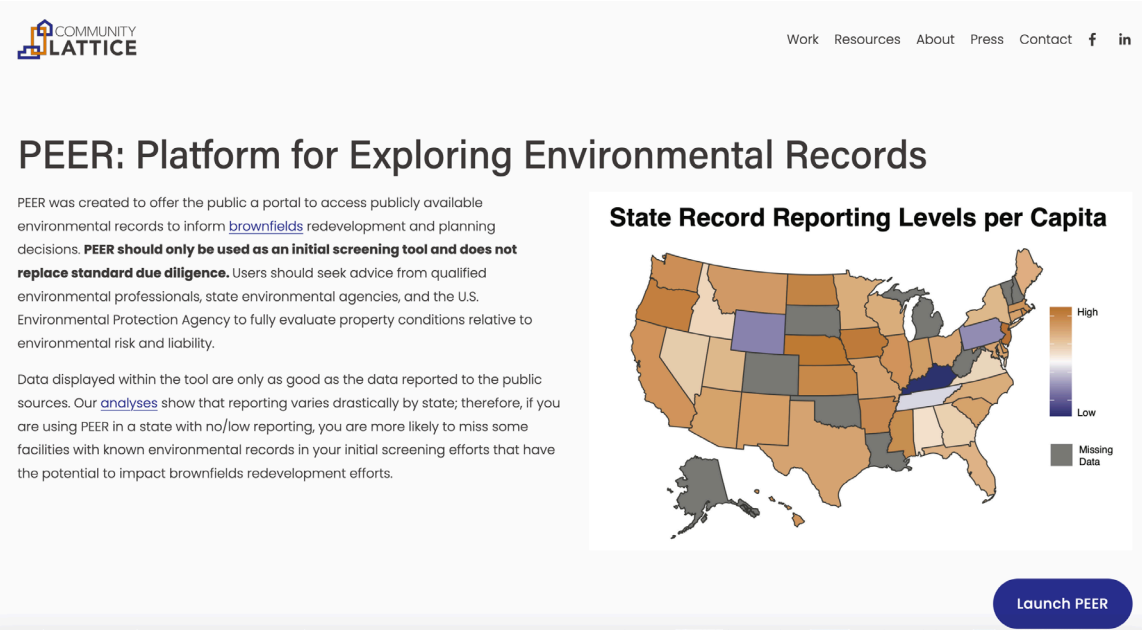 COMMUNITY
LATTICE
Work Resources About Press Contact f in
PEER: Platform for Exploring Environmental Records
PEER was created to offer the public a portal to access publicly available
environmental records to inform brownfields redevelopment and planning
decisions. PEER should only be used as an initial screening tool and does not
replace standard due diligence. Users should seek advice from qualified
environmental professionals, state environmental agencies, and the U.S.
Environmental Protection Agency to fully evaluate property conditions relative to
environmental risk and liability.
Data displayed within the tool are only as good as the data reported to the public
sources. Our analyses show that reporting varies drastically by state; therefore, if you
are using PEER in a state with no/low reporting, you are more likely to miss some
facilities with known environmental records in your initial screening efforts that have
the potential to impact brownfields redevelopment efforts.
State Record Reporting Levels per Capita
High
Low
Missing
Data
Launch PEER